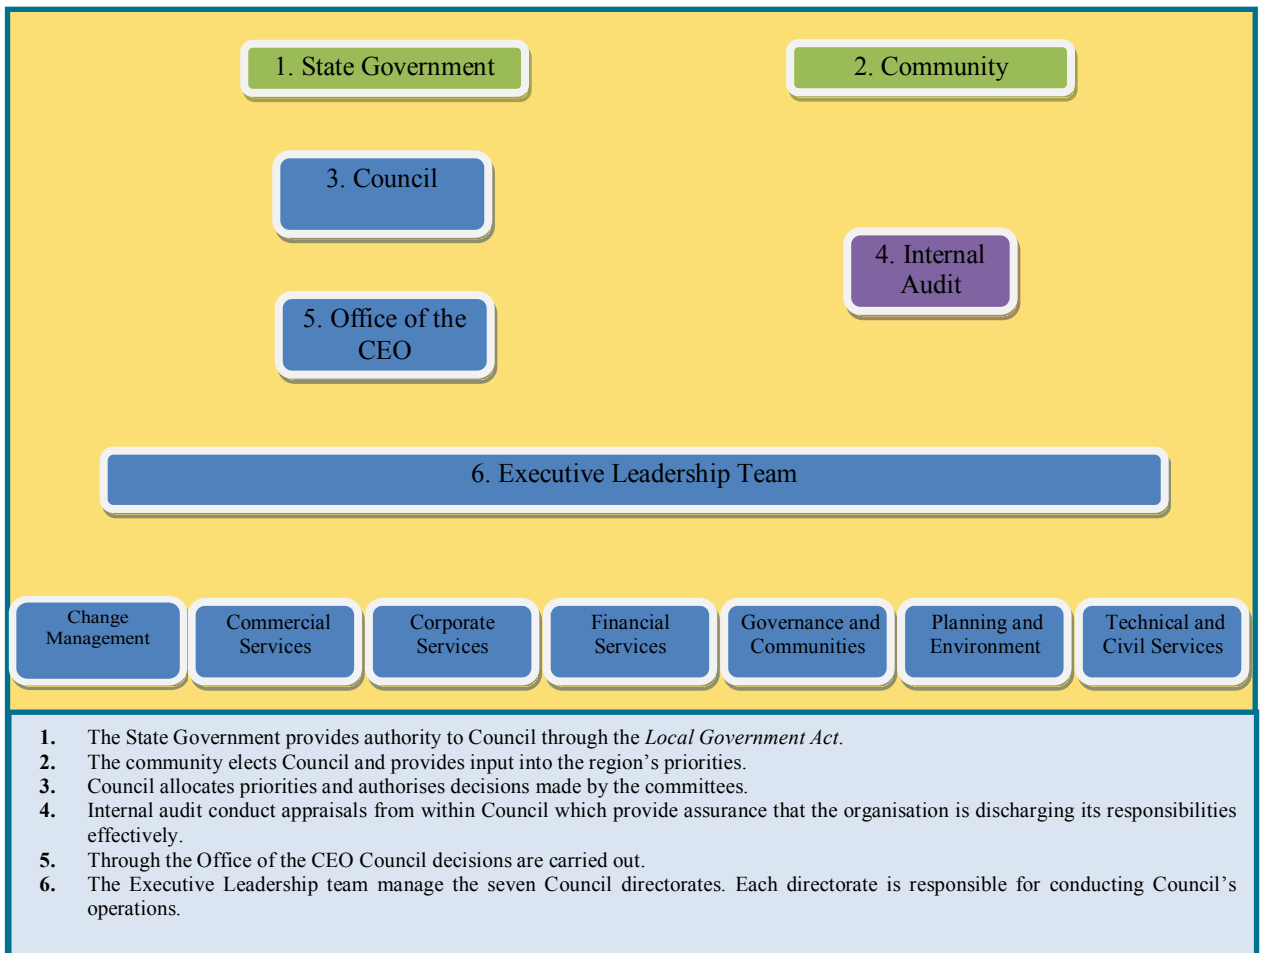 1. State Government
2. Community
3. Council
4. Internal
Audit
5. Office of the
CEO
6. Executive Leadership Team
Change
Management
Commercial
Services
Corporate
Services
Financial
Services
Governance and
Communities
Planning and
Environment
Technical and
Civil Services
1. The State Government provides authority to Council through the Local Government Act.
2. The community elects Council and provides input into the region’s priorities.
3. Council allocates priorities and authorises decisions made by the committees.
4. Internal audit conduct appraisals from within Council which provide assurance that the organisation is discharging its responsibilities
effectively.
5. Through the Office of the CEO Council decisions are carried out.
6. The Executive Leadership team manage the seven Council directorates. Each directorate is responsible for conducting Council’s
operations.